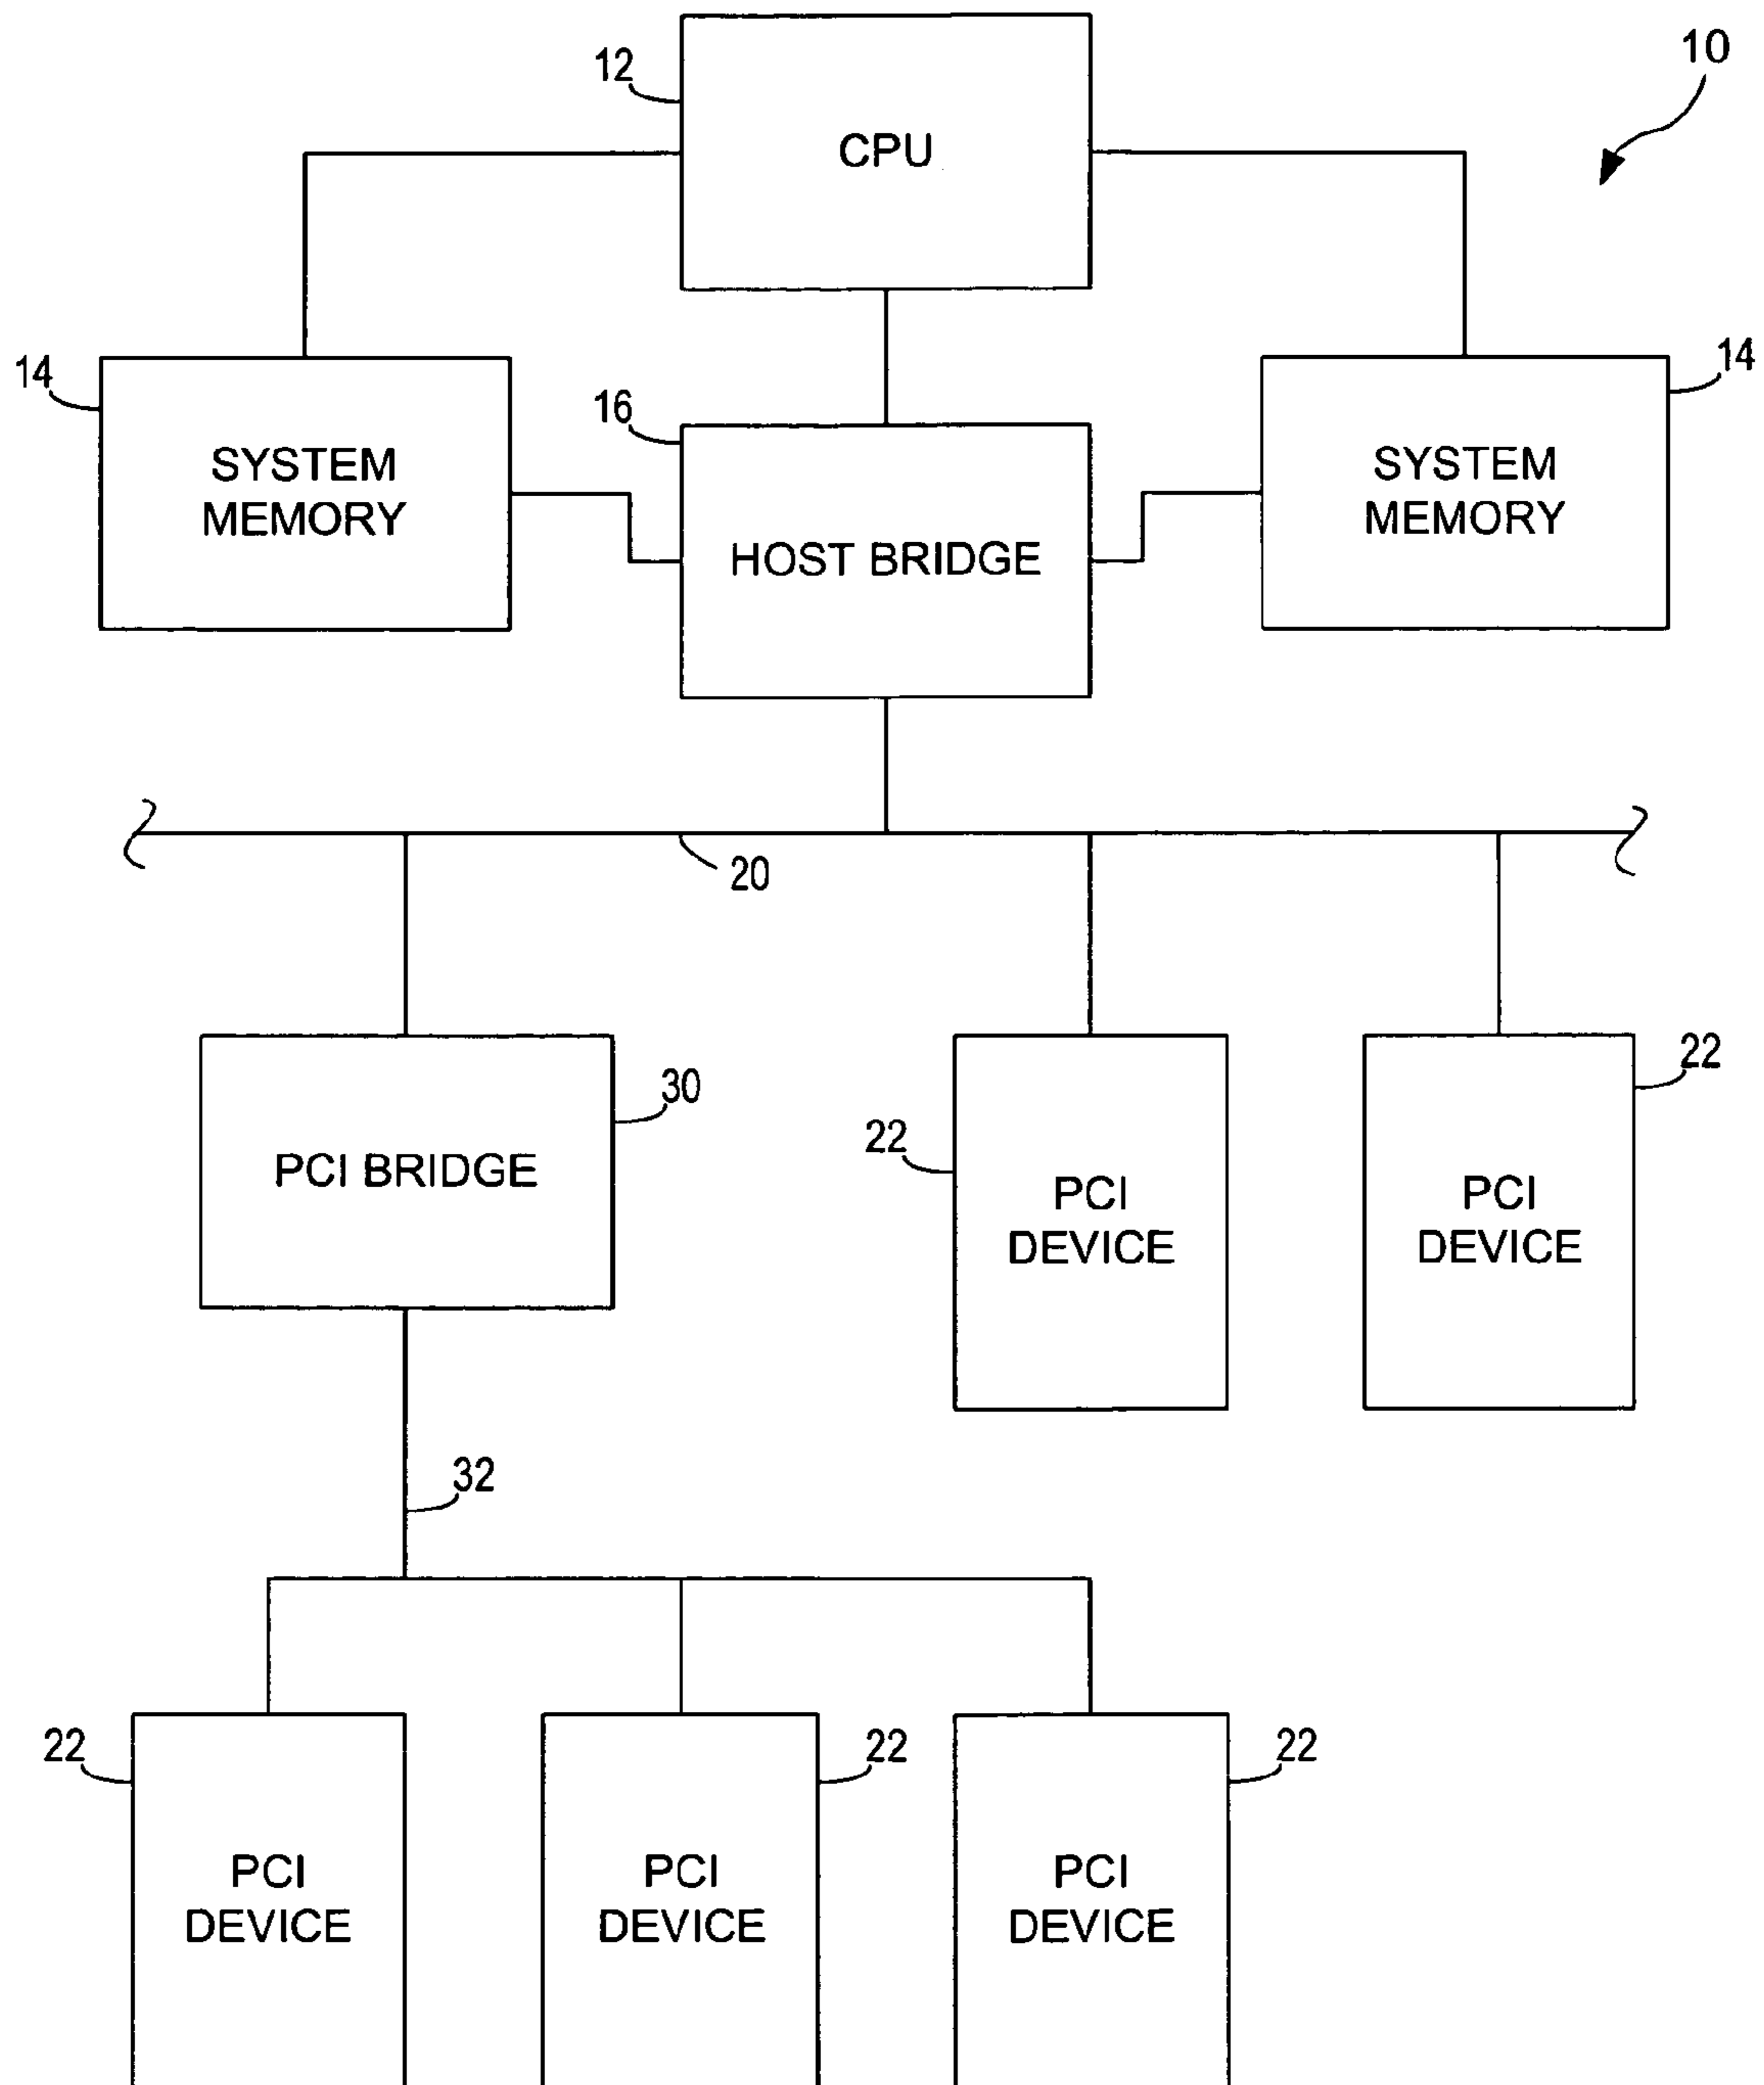 10
12
CPU
14
SYSTEM
MEMORY
16
HOST BRIDGE
14
SYSTEM
MEMORY
20
30
PCI BRIDGE
22
PCI
DEVICE
22
PCI
DEVICE
32
22
PCI
DEVICE
22
PCI
DEVICE
22
PCI
DEVICE